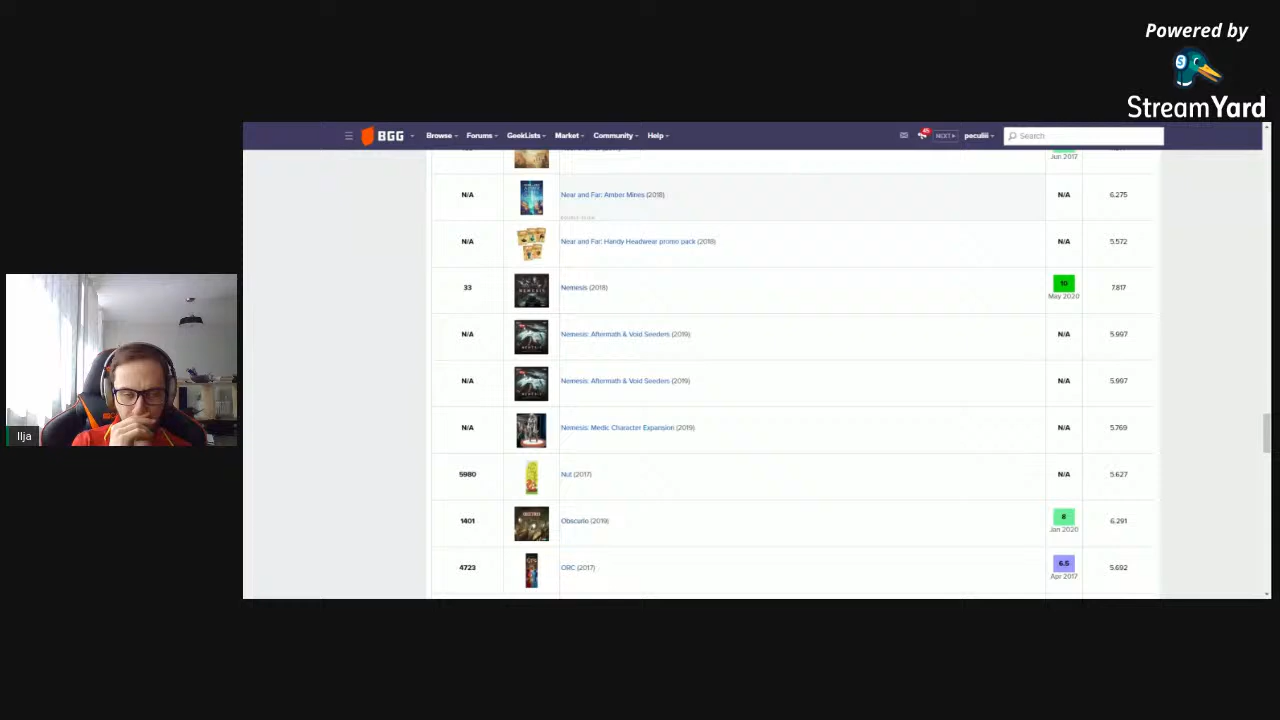 Powered by
StreamYard
BGG
Browse Forums GeekLists Market Community Help
NEXT
peculiii
Search
Jun 2017
N/A Near and Far: Amber Mines (2018) N/A 6.275
N/A Near and Far: Handy Headwear promo pack (2018) N/A 5.572
33 Nemesis (2018) 10 7.817
May 2020
N/A Nemesis: Aftermath & Void Seeders (2019) N/A 5.997
N/A Nemesis: Aftermath & Void Seeders (2019) N/A 5.997
N/A Nemesis: Medic Character Expansion (2019) N/A 5.769
5980 Nut (2017) N/A 5.627
1401 Obscurio (2019) 8 6.291
Jan 2020
4723 ORC (2017) 6.5 5.692
Apr 2017
Ilja